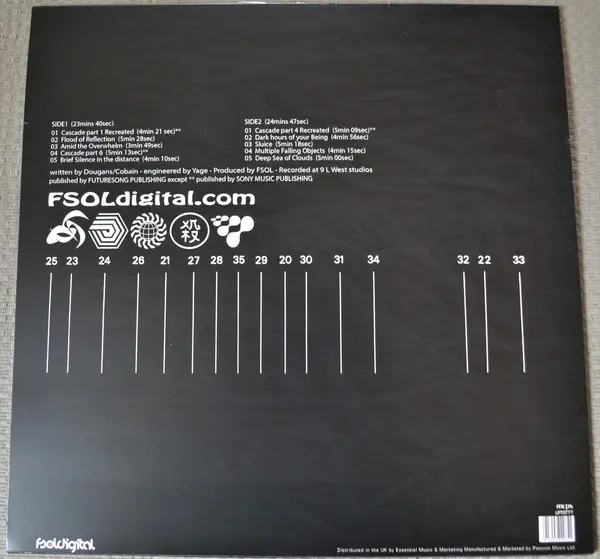 SIDE1 (23mins 40sec)
01 Cascade part 1 Recreated (4min 21 sec)**
02 Flood of Reflection (5min 28sec)
03 Amid the Overwhelm (3min 49sec)
04 Cascade part 6 (5min 13sec)**
05 Brief Silence in the distance (4min 10sec)
SIDE2 (24mins 47sec)
01 Cascade part 4 Recreated (5min 09sec)**
02 Dark hours of your Being (4min 56sec)
03 Sluice (5min 18sec)
04 Multiple Falling Objects (5min 15sec)
05 Deep Sea of Clouds (5min 00sec)
written by Dougans/Cobain - engineered by Yage - Produced by FSOL - Recorded at 9 L West studios
published by FUTURESONG PUBLISHING except ** published by SONY MUSIC PUBLISHING
FSOLdigital.com
殺
25 23 24 26 21 27 28 35 29 20 30 31 34 32 22 33
mcps
fsoldigital
Distributed in the UK by Essential Music & Marketing Manufactured & Marketed by Passion Music Ltd